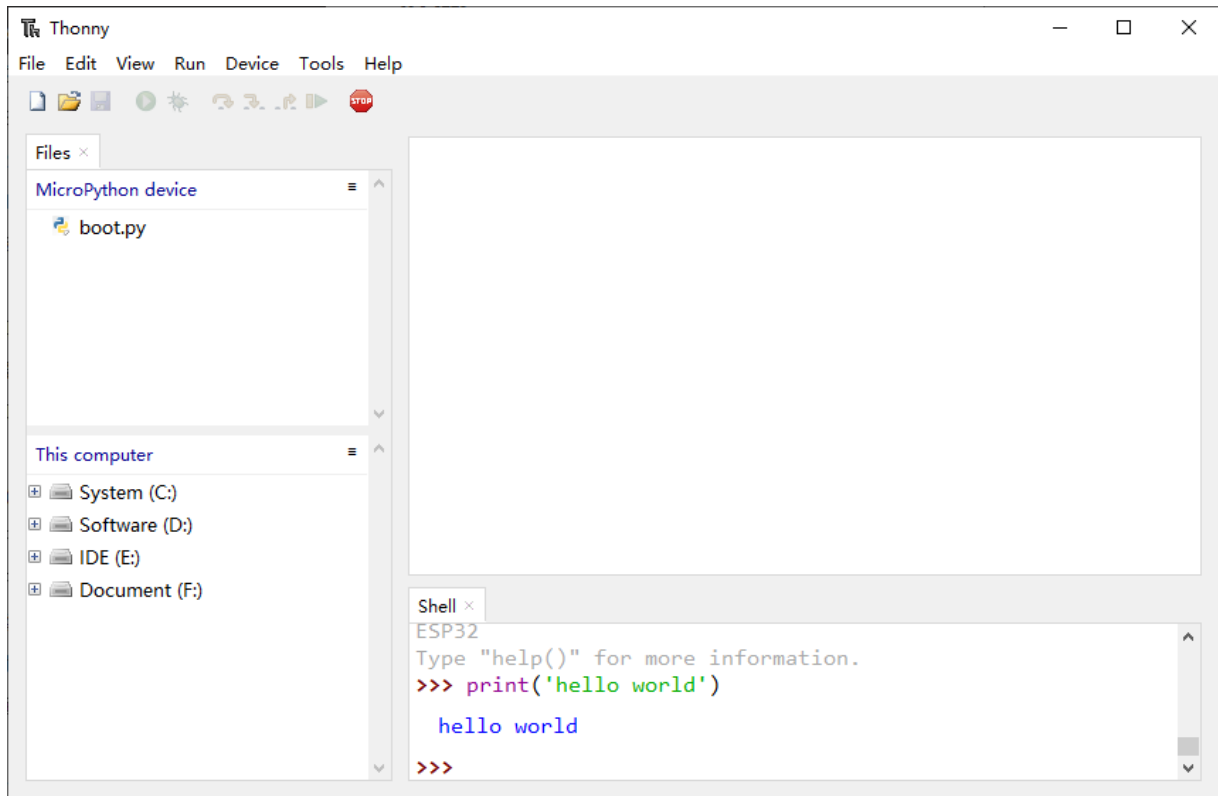 Thonny
File Edit View Run Device Tools Help
STOP
Files
MicroPython device
boot.py
This computer
System (C:)
Software (D:)
IDE (E:)
Document (F:)
Shell
ESP32
Type "help()" for more information.
>>> print('hello world')
hello world
>>>